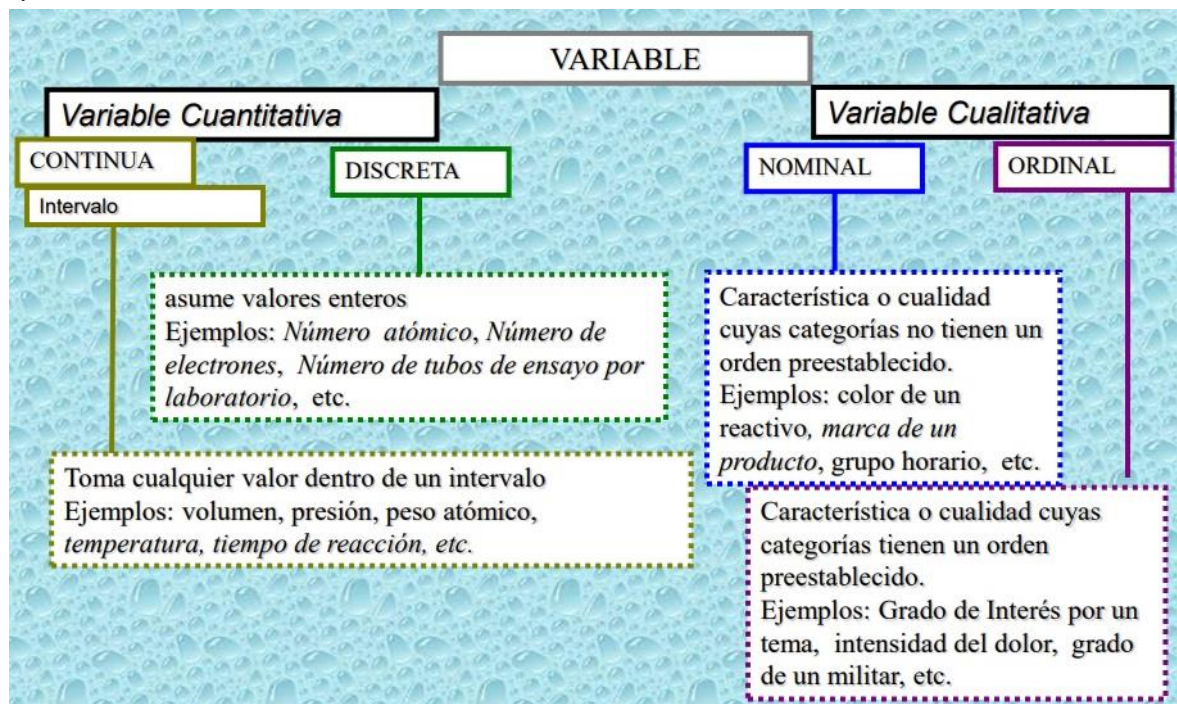 VARIABLE
Variable Cuantitativa
Variable Cualitativa
CONTINUA
DISCRETA
NOMINAL
ORDINAL
Intervalo
asume valores enteros
Ejemplos: Número atómico, Número de
electrones, Número de tubos de ensayo por
laboratorio, etc.
Característica o cualidad
cuyas categorías no tienen un
orden preestablecido.
Ejemplos: color de un
reactivo, marca de un
producto, grupo horario, etc.
Toma cualquier valor dentro de un intervalo
Ejemplos: volumen, presión, peso atómico,
temperatura, tiempo de reacción, etc.
Característica o cualidad cuyas
categorías tienen un orden
preestablecido.
Ejemplos: Grado de Interés por un
tema, intensidad del dolor, grado
de un militar, etc.